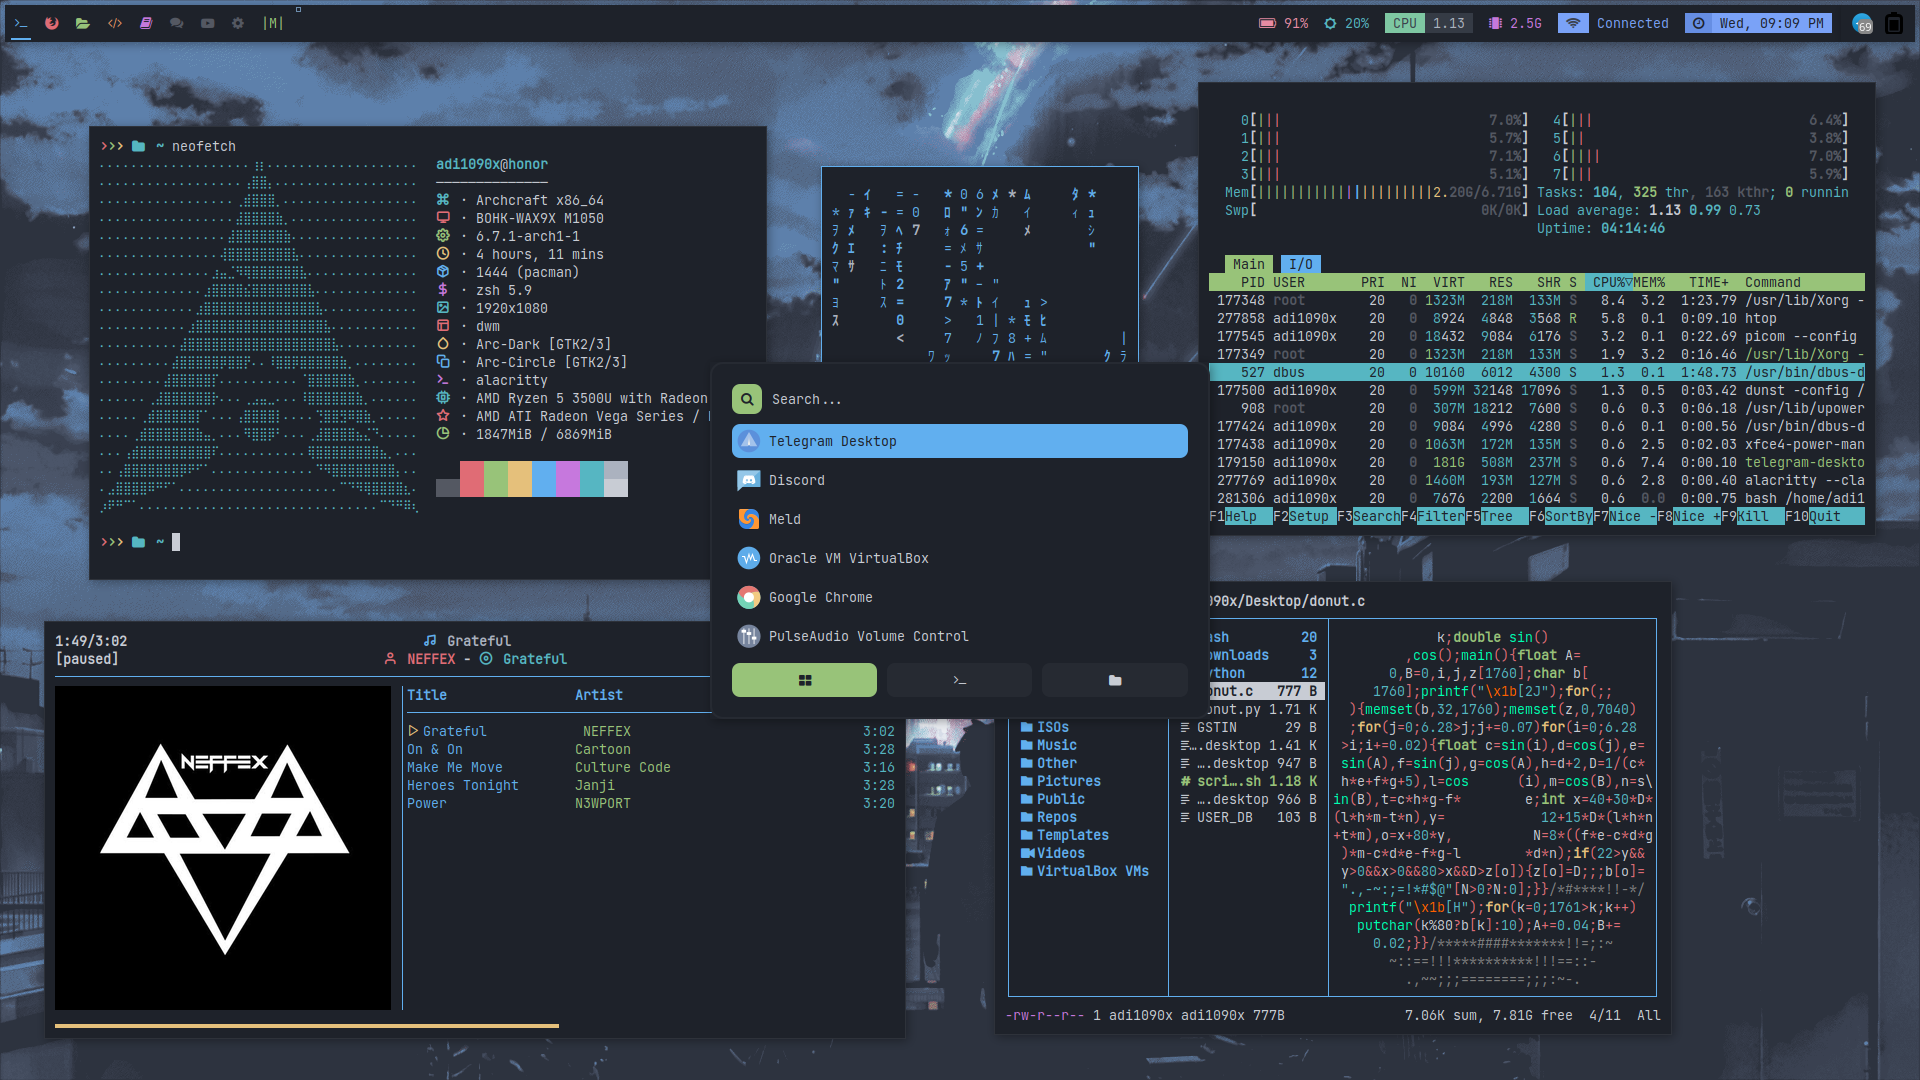 |M|
91%
20%
CPU 1.13
2.5G
Connected
Wed, 09:09 PM
69
>>> ~ neofetch
adi1090x@honor
· Archcraft x86_64
· BOHK-WAX9X M1050
· 6.7.1-arch1-1
· 4 hours, 11 mins
· 1444 (pacman)
· zsh 5.9
· 1920x1080
· dwm
· Arc-Dark [GTK2/3]
· Arc-Circle [GTK2/3]
· alacritty
· AMD Ryzen 5 3500U with Radeon
· AMD ATI Radeon Vega Series /
· 1847MiB / 6869MiB
>>> ~
0[||| 7.0%] 4[||| 6.4%]
1[||| 5.7%] 5[|| 3.8%]
2[||| 7.1%] 6[|||| 7.0%]
3[||| 5.1%] 7[||| 5.9%]
Mem[||||||||||||||||||||||2.20G/6.71G] Tasks: 104, 325 thr, 163 kthr; 0 runnin
Swp[ 0K/0K] Load average: 1.13 0.99 0.73
Uptime: 04:14:46
Main I/O
PID USER PRI NI VIRT RES SHR S CPU%▽MEM% TIME+ Command
177348 root 20 0 1323M 218M 133M S 8.4 3.2 1:23.79 /usr/lib/Xorg -
277858 adi1090x 20 0 8924 4848 3568 R 5.8 0.1 0:09.10 htop
177545 adi1090x 20 0 18432 9084 6176 S 3.2 0.1 0:22.69 picom --config
177349 root 20 0 1323M 218M 133M S 1.9 3.2 0:16.46 /usr/lib/Xorg -
527 dbus 20 0 10160 6012 4300 S 1.3 0.1 1:48.73 /usr/bin/dbus-d
177500 adi1090x 20 0 599M 32148 17096 S 1.3 0.5 0:03.42 dunst -config /
908 root 20 0 307M 18212 7600 S 0.6 0.3 0:06.18 /usr/lib/upower
177424 adi1090x 20 0 9084 4996 4280 S 0.6 0.1 0:00.56 /usr/bin/dbus-d
177438 adi1090x 20 0 1063M 172M 135M S 0.6 2.5 0:02.03 xfce4-power-man
179150 adi1090x 20 0 181G 508M 237M S 0.6 7.4 0:00.10 telegram-deskto
277769 adi1090x 20 0 1460M 193M 127M S 0.6 2.8 0:00.40 alacritty --cla
281306 adi1090x 20 0 7676 2200 1664 S 0.6 0.0 0:00.75 bash /home/adi1
F1Help F2Setup F3SearchF4FilterF5Tree F6SortByF7Nice -F8Nice +F9Kill F10Quit
Search...
Telegram Desktop
Discord
Meld
Oracle VM VirtualBox
Google Chrome
PulseAudio Volume Control
1:49/3:02 Grateful
[paused] NEFFEX - Grateful
NEFFEX
Title Artist
Grateful NEFFEX 3:02
On & On Cartoon 3:28
Make Me Move Culture Code 3:16
Heroes Tonight Janji 3:28
Power N3WPORT 3:20
090x/Desktop/donut.c
ISOs
Music
Other
Pictures
Public
Repos
Templates
Videos
VirtualBox VMs
ash 20
ownloads 3
ython 12
onut.c 777 B
onut.py 1.71 K
GSTIN 29 B
….desktop 1.41 K
….desktop 947 B
# scri….sh 1.18 K
….desktop 966 B
USER_DB 103 B
k;double sin()
,cos();main(){float A=
0,B=0,i,j,z[1760];char b[
1760];printf("\x1b[2J");for(;;
){memset(b,32,1760);memset(z,0,7040)
;for(j=0;6.28>j;j+=0.07)for(i=0;6.28
>i;i+=0.02){float c=sin(i),d=cos(j),e=
sin(A),f=sin(j),g=cos(A),h=d+2,D=1/(c*
h*e+f*g+5),l=cos (i),m=cos(B),n=s\
in(B),t=c*h*g-f* e;int x=40+30*D*
(l*h*m-t*n),y= 12+15*D*(l*h*n
+t*m),o=x+80*y, N=8*((f*e-c*d*g
)*m-c*d*e-f*g-l *d*n);if(22>y&&
y>0&&x>0&&80>x&&D>z[o]){z[o]=D;;;b[o]=
".,-~:;=!*#$@"[N>0?N:0];}}/*#****!!-*/
printf("\x1b[H");for(k=0;1761>k;k++)
putchar(k%80?b[k]:10);A+=0.04;B+=
0.02;}}/*****####*******!!=;:~
~::==!!!**********!!!==::-
.,~~;;;========;;;:~-.
-rw-r--r-- 1 adi1090x adi1090x 777B 7.06K sum, 7.81G free 4/11 All